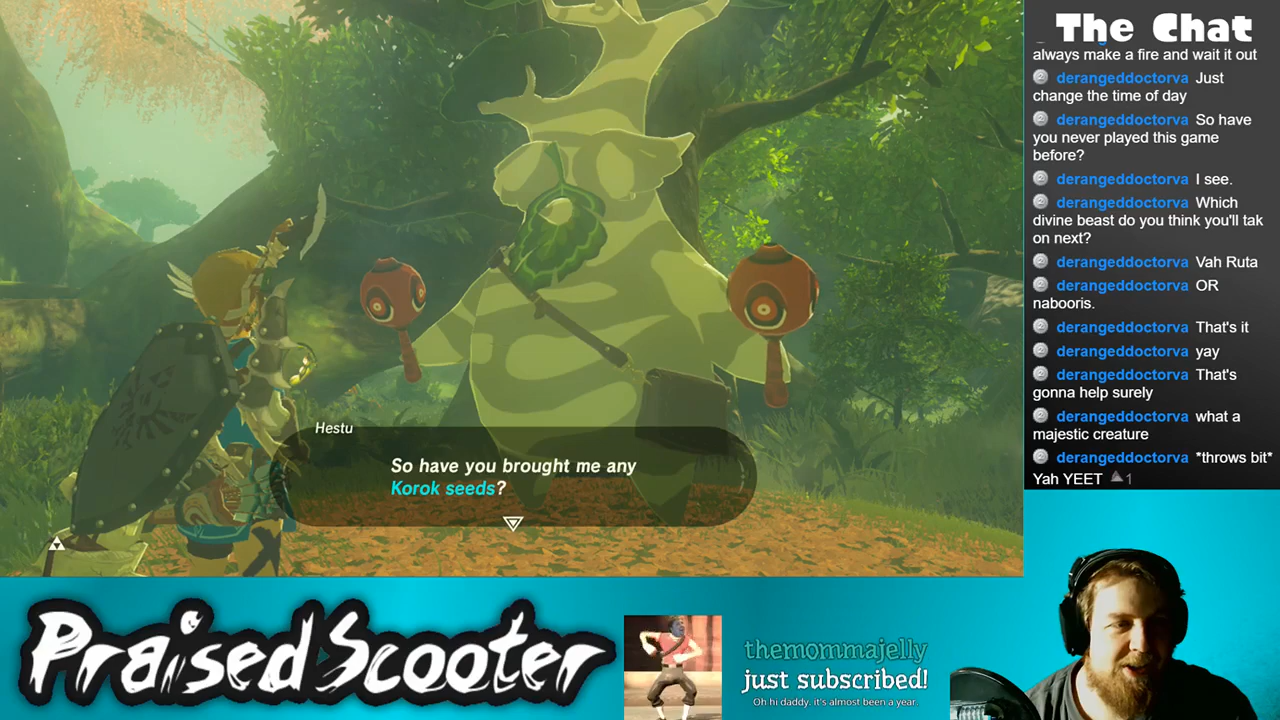 The Chat
always make a fire and wait it out
derangeddoctorva Just
change the time of day
derangeddoctorva So have
you never played this game
before?
derangeddoctorva I see.
derangeddoctorva Which
divine beast do you think you'll tak
on next?
derangeddoctorva Vah Ruta
derangeddoctorva OR
nabooris.
derangeddoctorva That's it
derangeddoctorva yay
derangeddoctorva That's
gonna help surely
derangeddoctorva what a
majestic creature
derangeddoctorva *throws bit*
Yah YEET 1
Hestu
So have you brought me any
Korok seeds?
PraisedScooter
themommajelly
just subscribed!
Oh hi daddy. it's almost been a year.